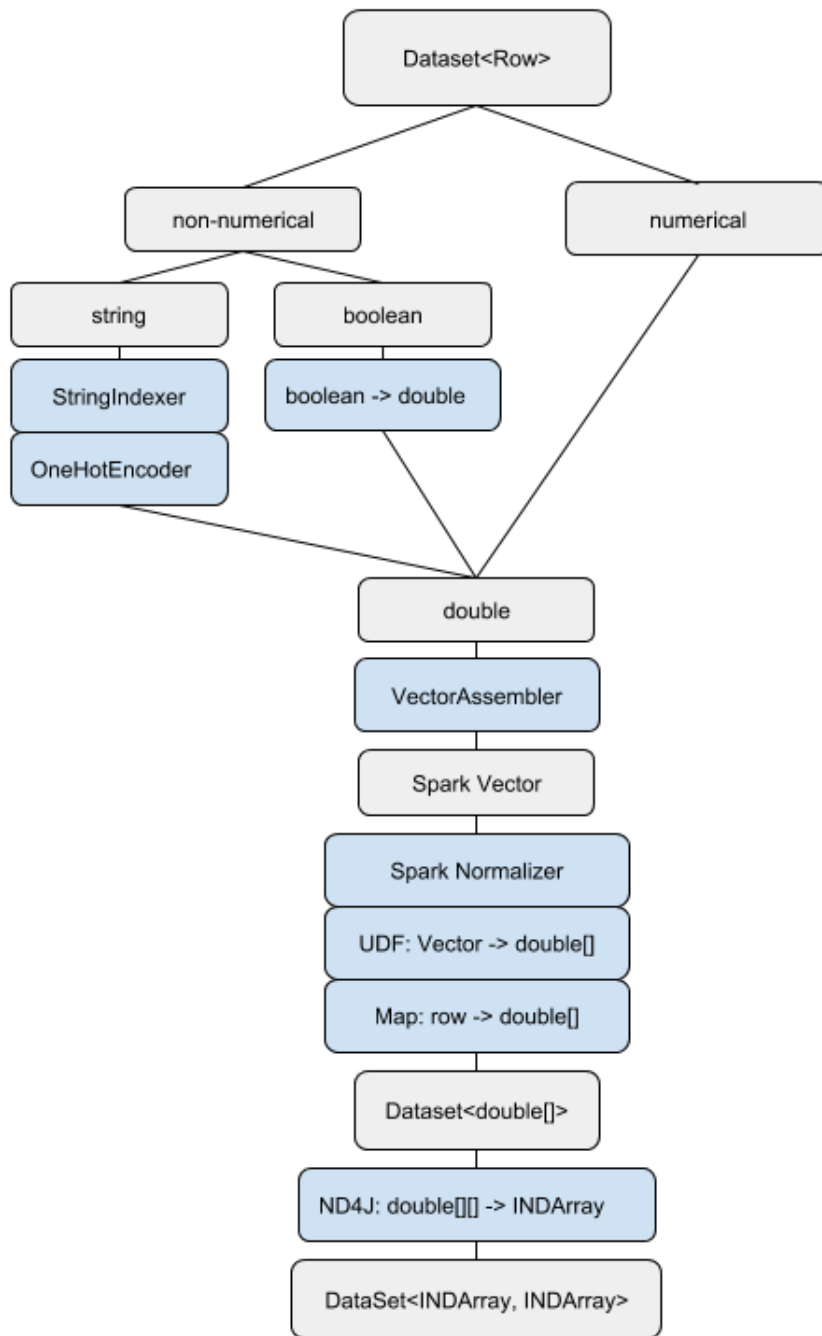 Dataset<Row>
non-numerical
numerical
string
boolean
StringIndexer
boolean -> double
OneHotEncoder
double
VectorAssembler
Spark Vector
Spark Normalizer
UDF: Vector -> double[]
Map: row -> double[]
Dataset<double[]>
ND4J: double[][] -> INDArray
DataSet<INDArray, INDArray>